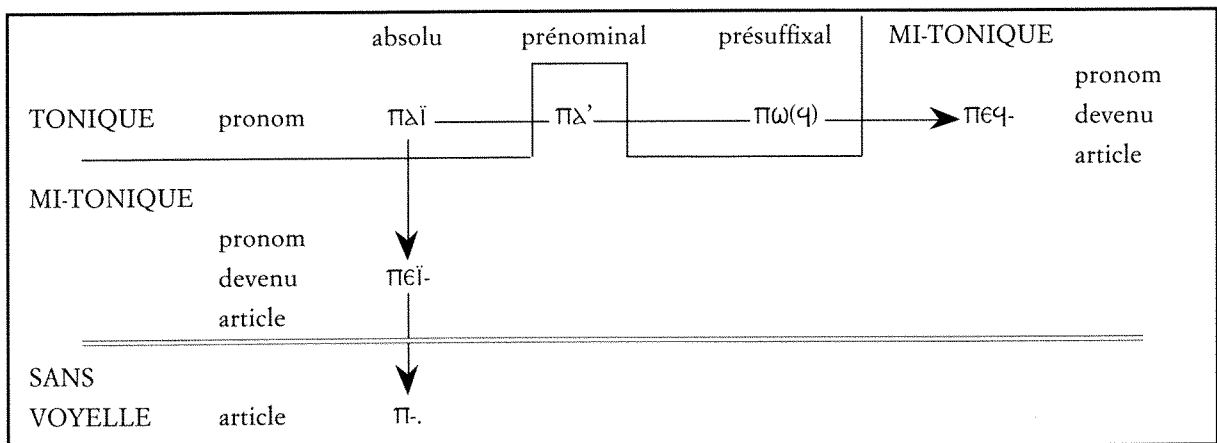 absolu prénominal présuffixal MI-TONIQUE
pronom
TONIQUE pronom ⲡⲁⲓ̈ ⲡⲁ’ ⲡⲱ(ϥ) ⲡⲉϥ- devenu
article
MI-TONIQUE
pronom
devenu ⲡⲉⲓ̈-
article
SANS
VOYELLE article ⲡ-.